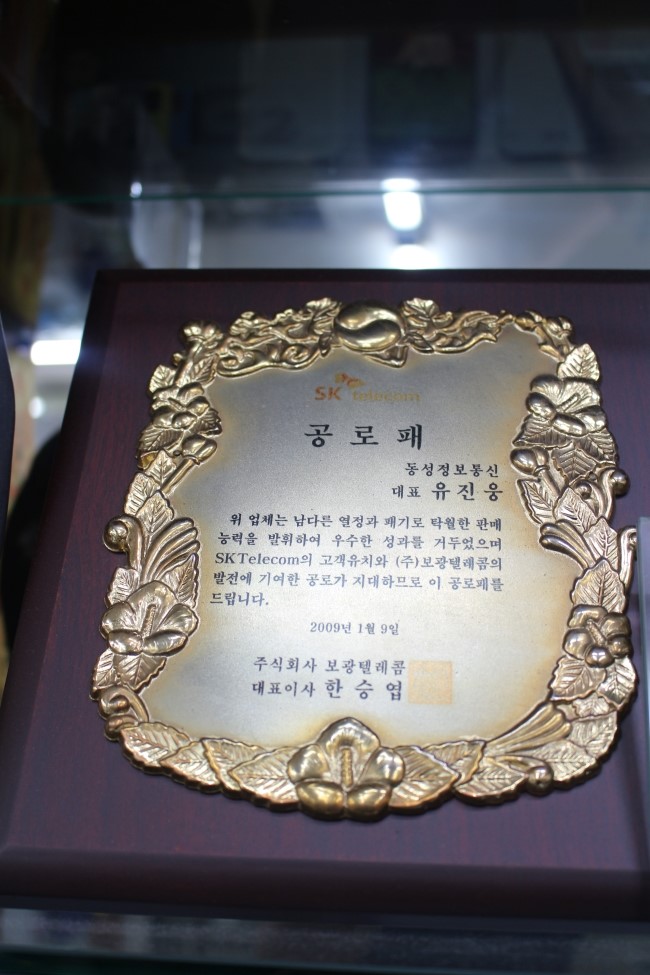 SK telecom
공로패
동성정보통신
대표 유진웅
위 업체는 남다른 열정과 패기로 탁월한 판매
능력을 발휘하여 우수한 성과를 거두었으며
SK Telecom의 고객유치와 (주)보광텔레콤의
발전에 기여한 공로가 지대하므로 이 공로패를
드립니다.
2009년 1월 9일
주식회사 보광텔레콤
대표이사 한승엽